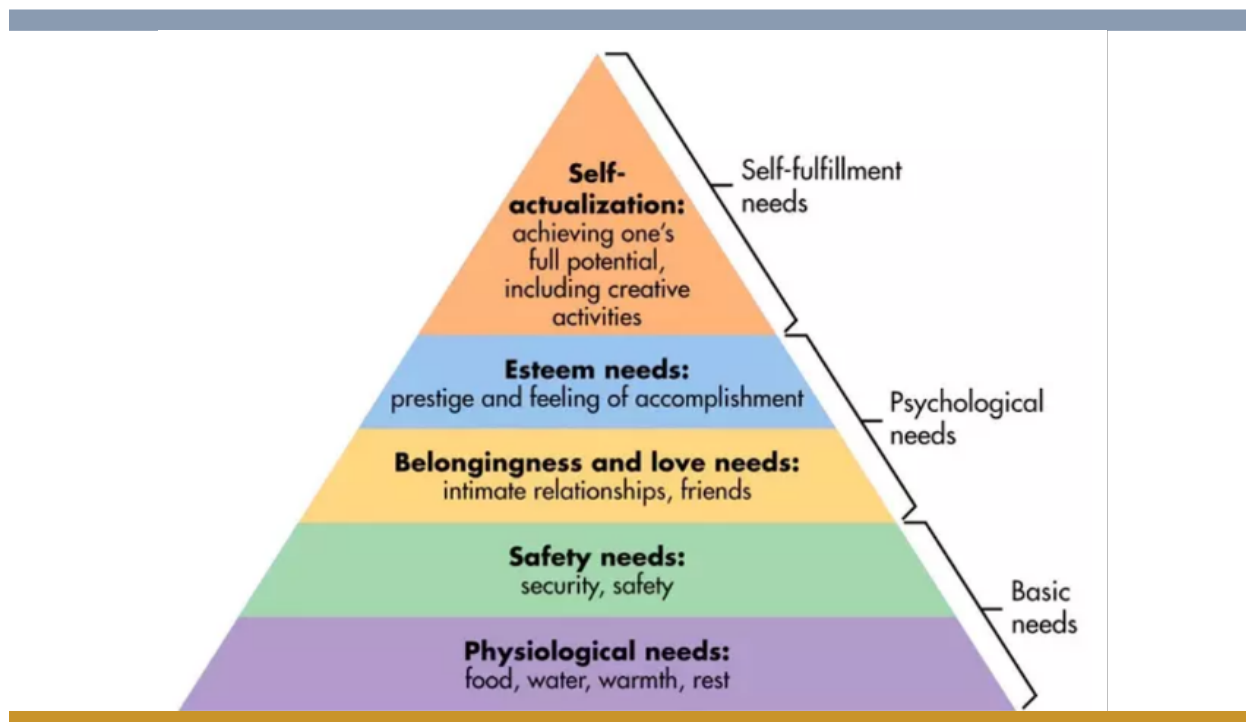 Self-
actualization:
achieving one's
full potential,
including creative
activities
Self-fulfillment
needs
Esteem needs:
prestige and feeling of accomplishment
Psychological
needs
Belongingness and love needs:
intimate relationships, friends
Safety needs:
security, safety
Basic
needs
Physiological needs:
food, water, warmth, rest